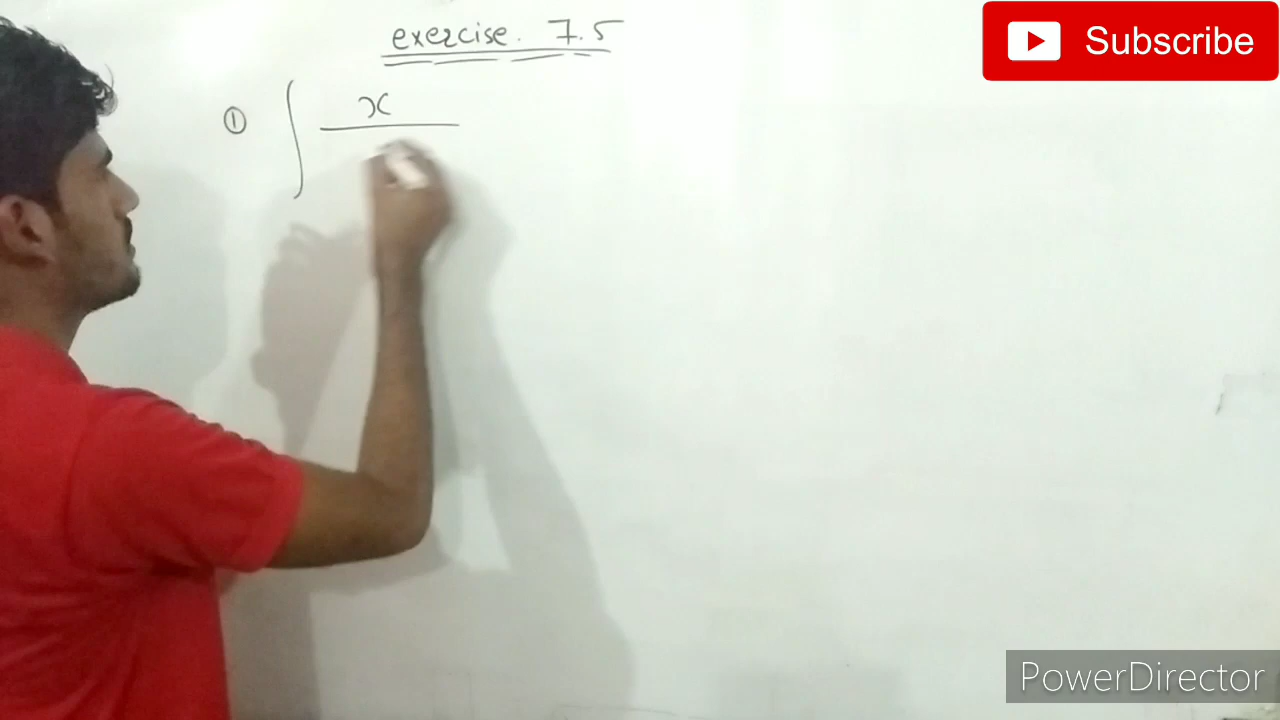 exercise. 7.5
Subscribe
① ∫ x
PowerDirector